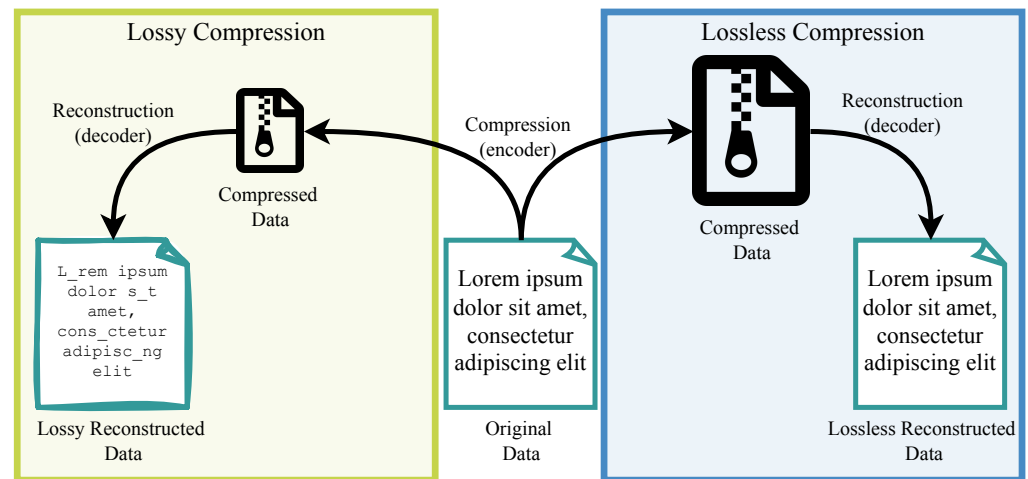 Lossy Compression
Reconstruction
(decoder)
Compressed
Data
L_rem ipsum
dolor s_t
amet,
cons_ctetur
adipisc_ng
elit
Lossy Reconstructed
Data
Compression
(encoder)
Lorem ipsum
dolor sit amet,
consectetur
adipiscing elit
Original
Data
Lossless Compression
Reconstruction
(decoder)
Compressed
Data
Lorem ipsum
dolor sit amet,
consectetur
adipiscing elit
Lossless Reconstructed
Data